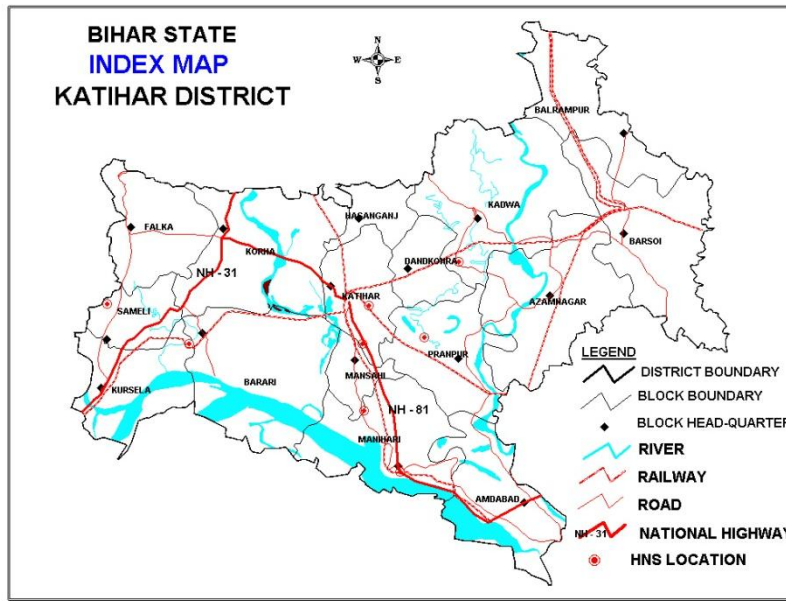 BIHAR STATE
INDEX MAP
KATIHAR DISTRICT
N
W E
S
BALRAMPUR
KADWA
HASANGANJ
FALKA
KORHA
BARSOI
DANDKHORA
NH - 31
KATIHAR
AZAMNAGAR
SAMELI
PRANPUR
MANSAHI
BARARI
KURSELA
NH - 81
MANIHARI
AMDABAD
LEGEND
DISTRICT BOUNDARY
BLOCK BOUNDARY
BLOCK HEAD-QUARTER
RIVER
RAILWAY
ROAD
NH - 31 NATIONAL HIGHWAY
HNS LOCATION